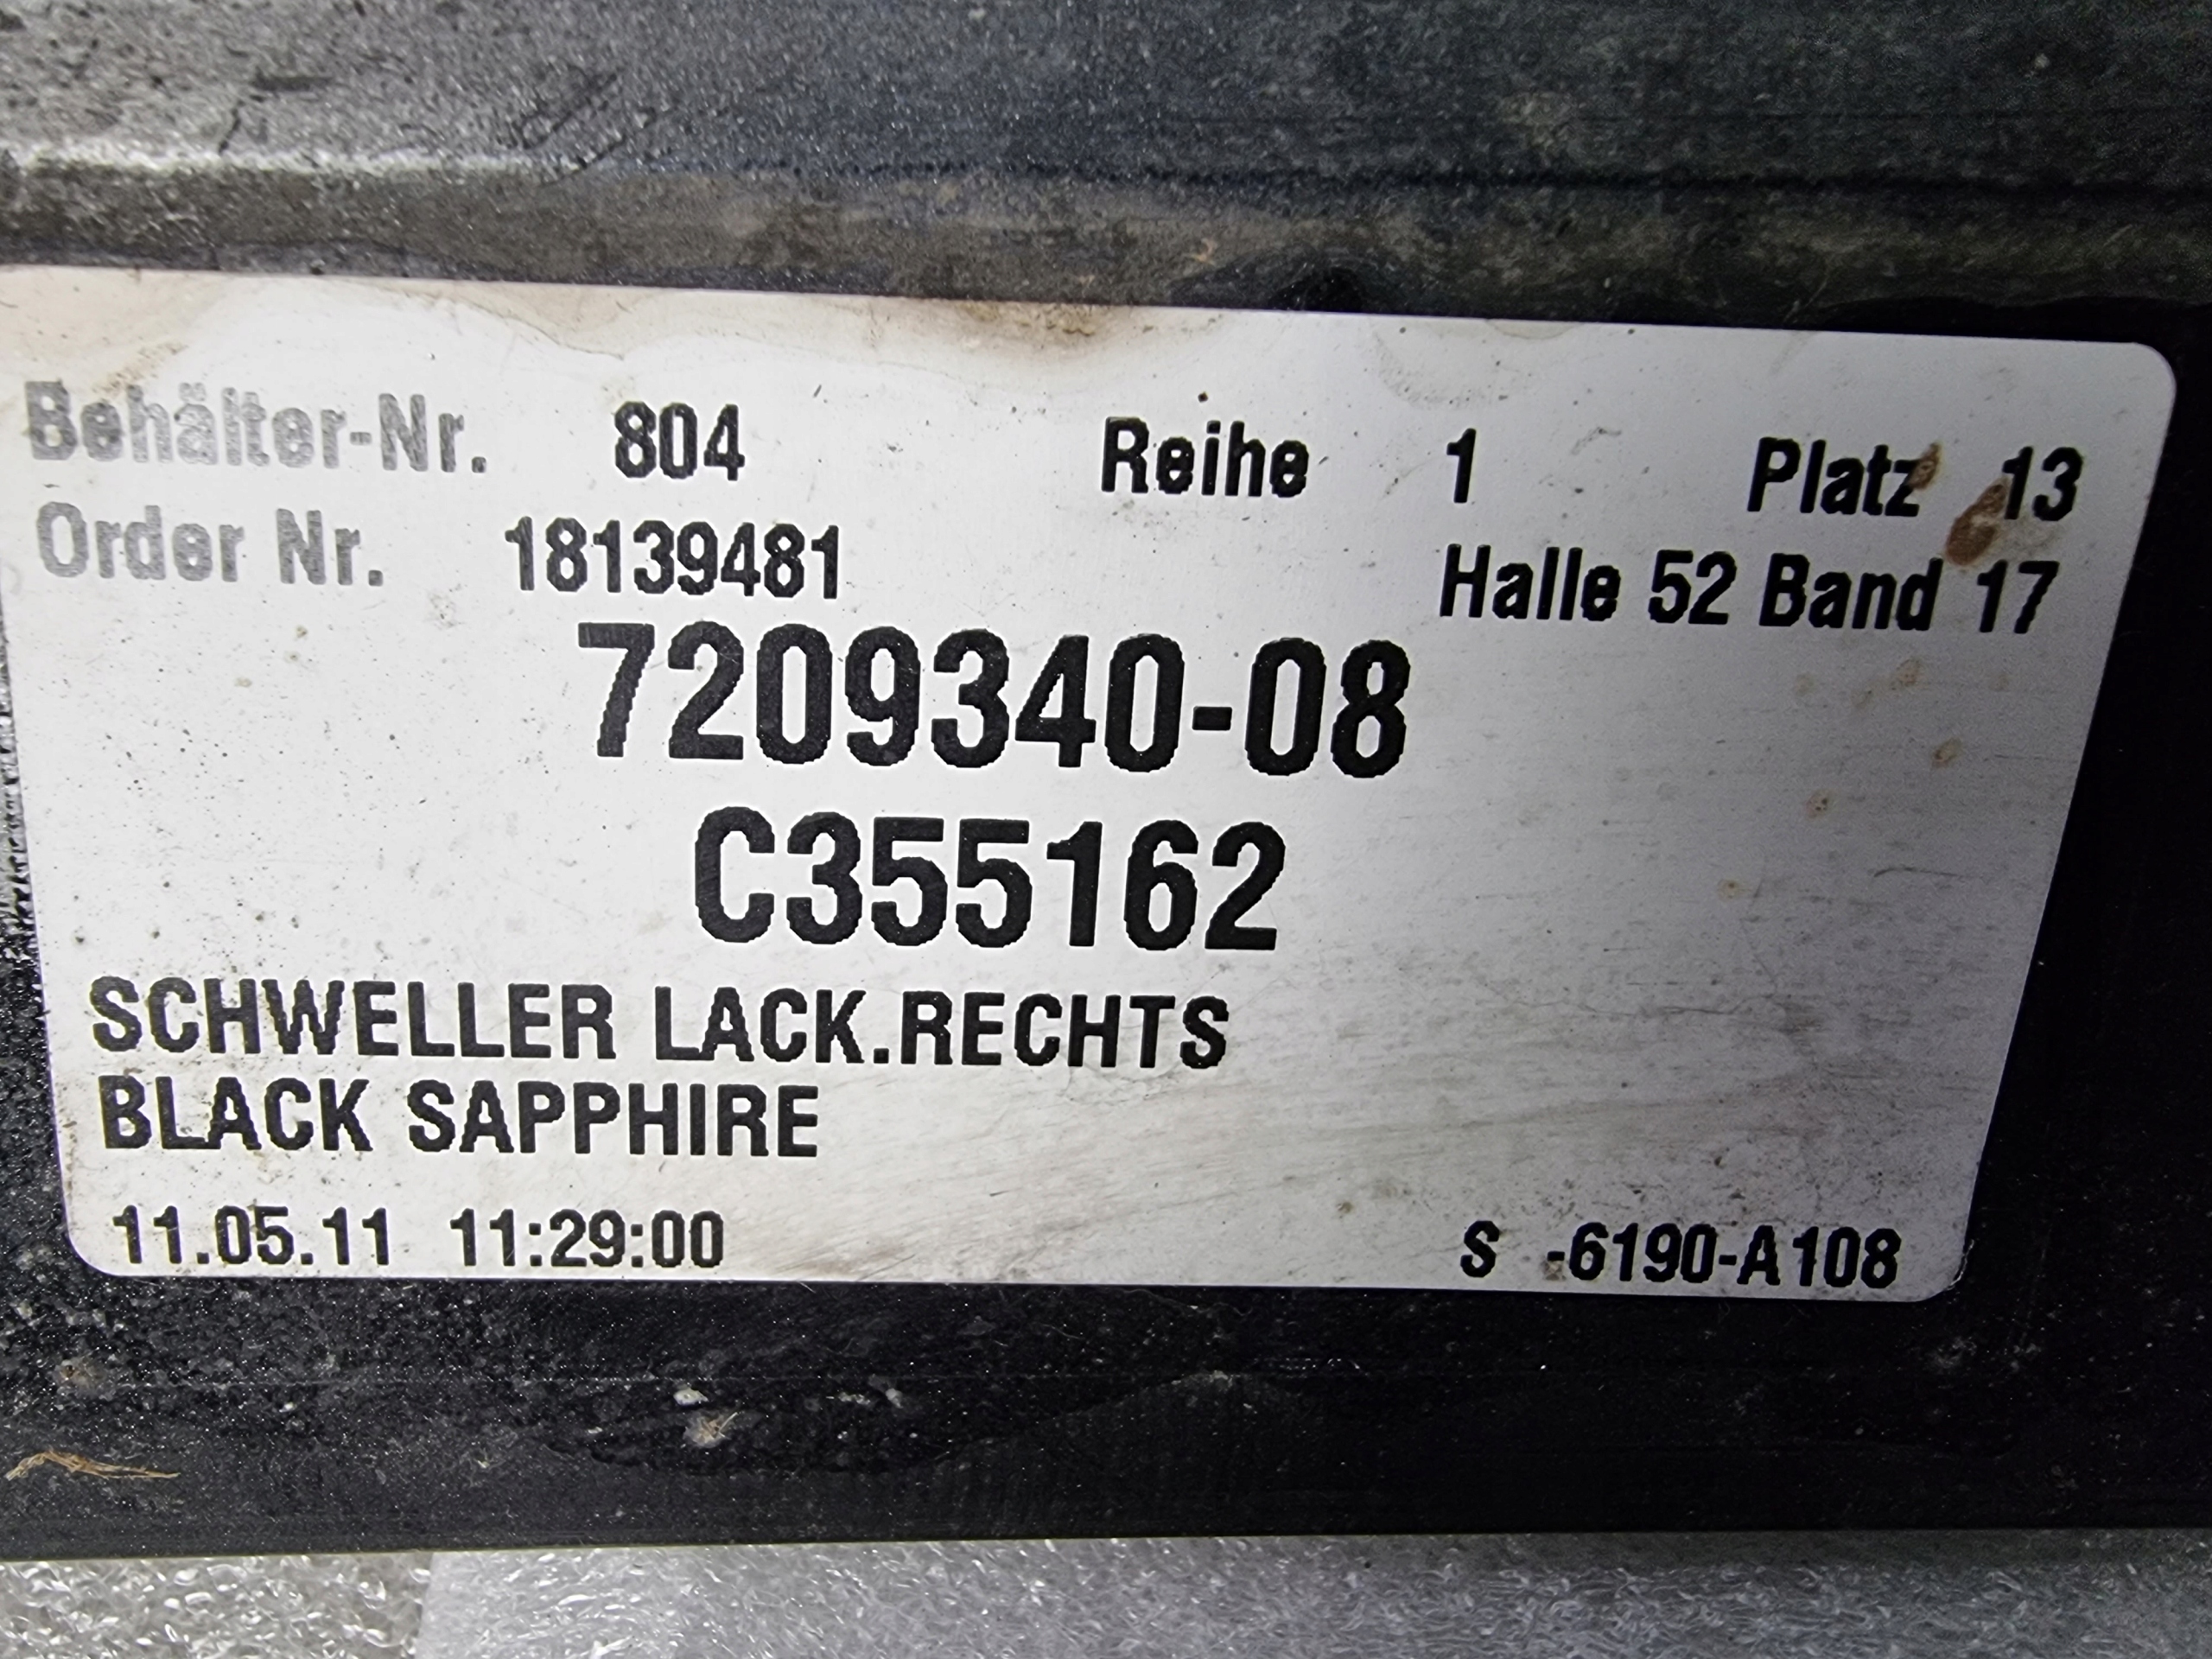 Behälter-Nr. 804 Reihe 1 Platz 13
Order Nr. 18139481 Halle 52 Band 17
7209340-08
C355162
SCHWELLER LACK.RECHTS
BLACK SAPPHIRE
11.05.11 11:29:00 S -6190-A108